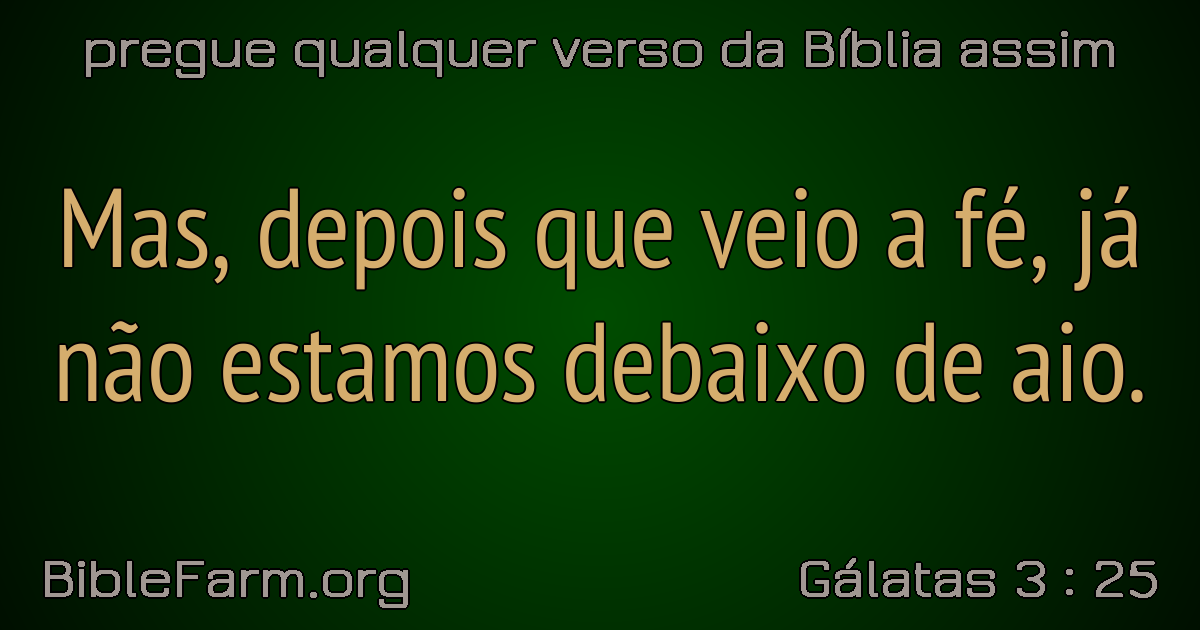 pregue qualquer verso da Bíblia assim
Mas, depois que veio a fé, já
não estamos debaixo de aio.
BibleFarm.org
Gálatas 3 : 25